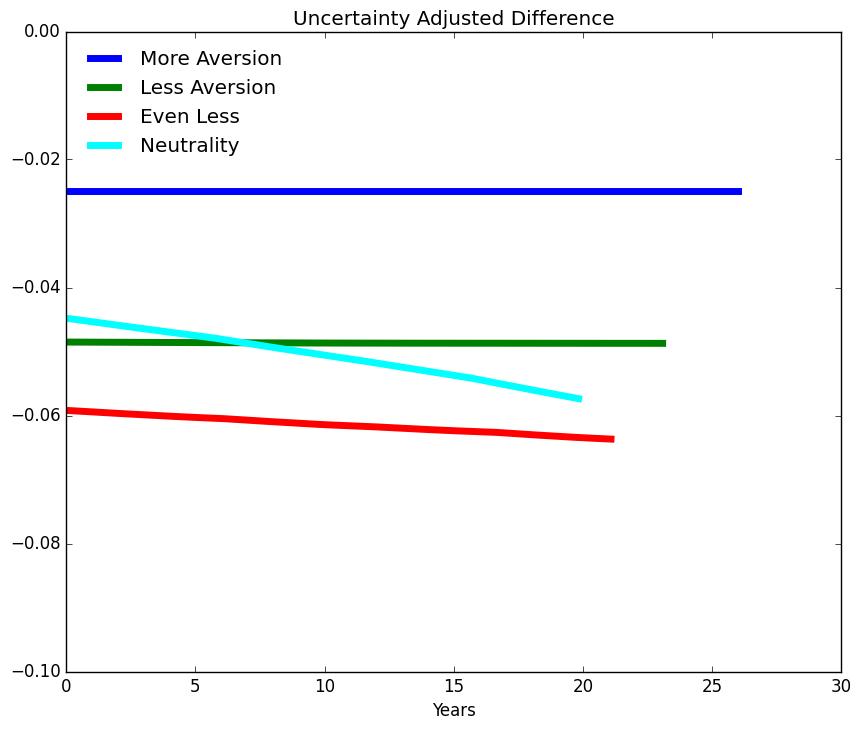 Uncertainty Adjusted Difference
0.00
More Aversion
Less Aversion
Even Less
Neutrality
−0.02
−0.04
−0.06
−0.08
−0.10
0 5 10 15 20 25 30
Years